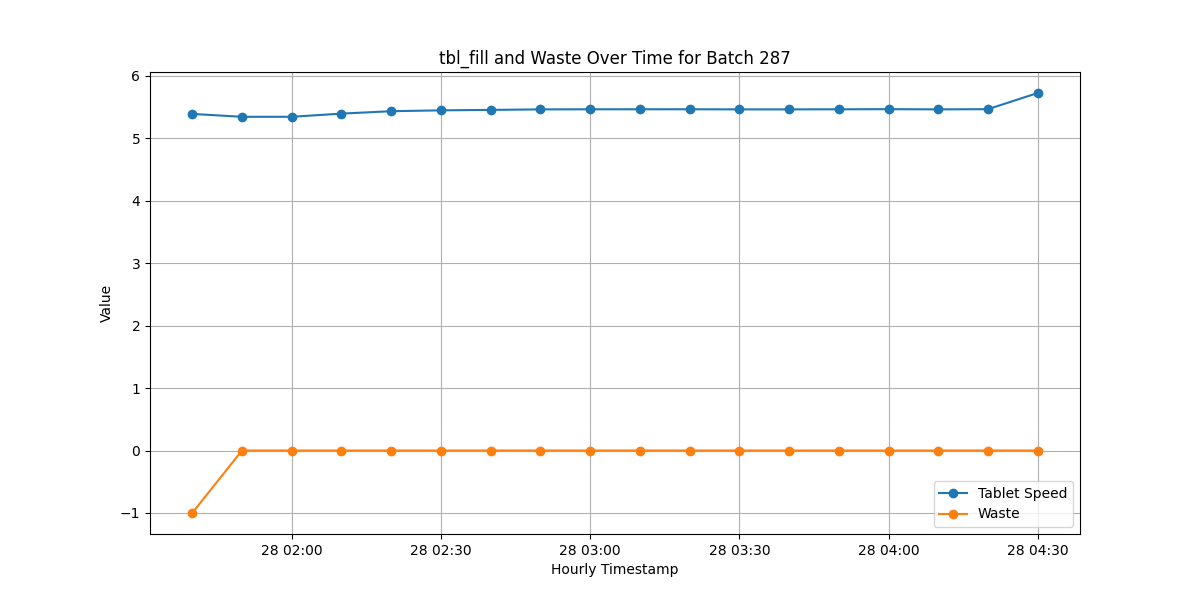 tbl_fill and Waste Over Time for Batch 287
6
5
4
3
2
1
0
−1
Value
Tablet Speed
Waste
28 02:00 28 02:30 28 03:00 28 03:30 28 04:00 28 04:30
Hourly Timestamp